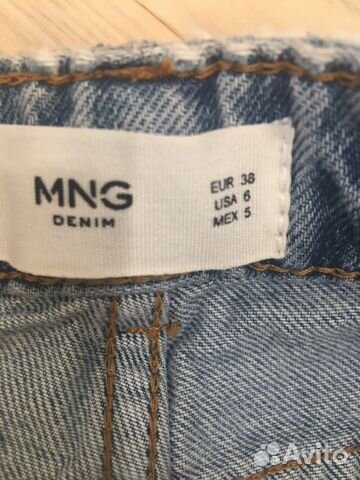 MNG
DENIM
EUR 38
USA 6
MEX 5
Avito